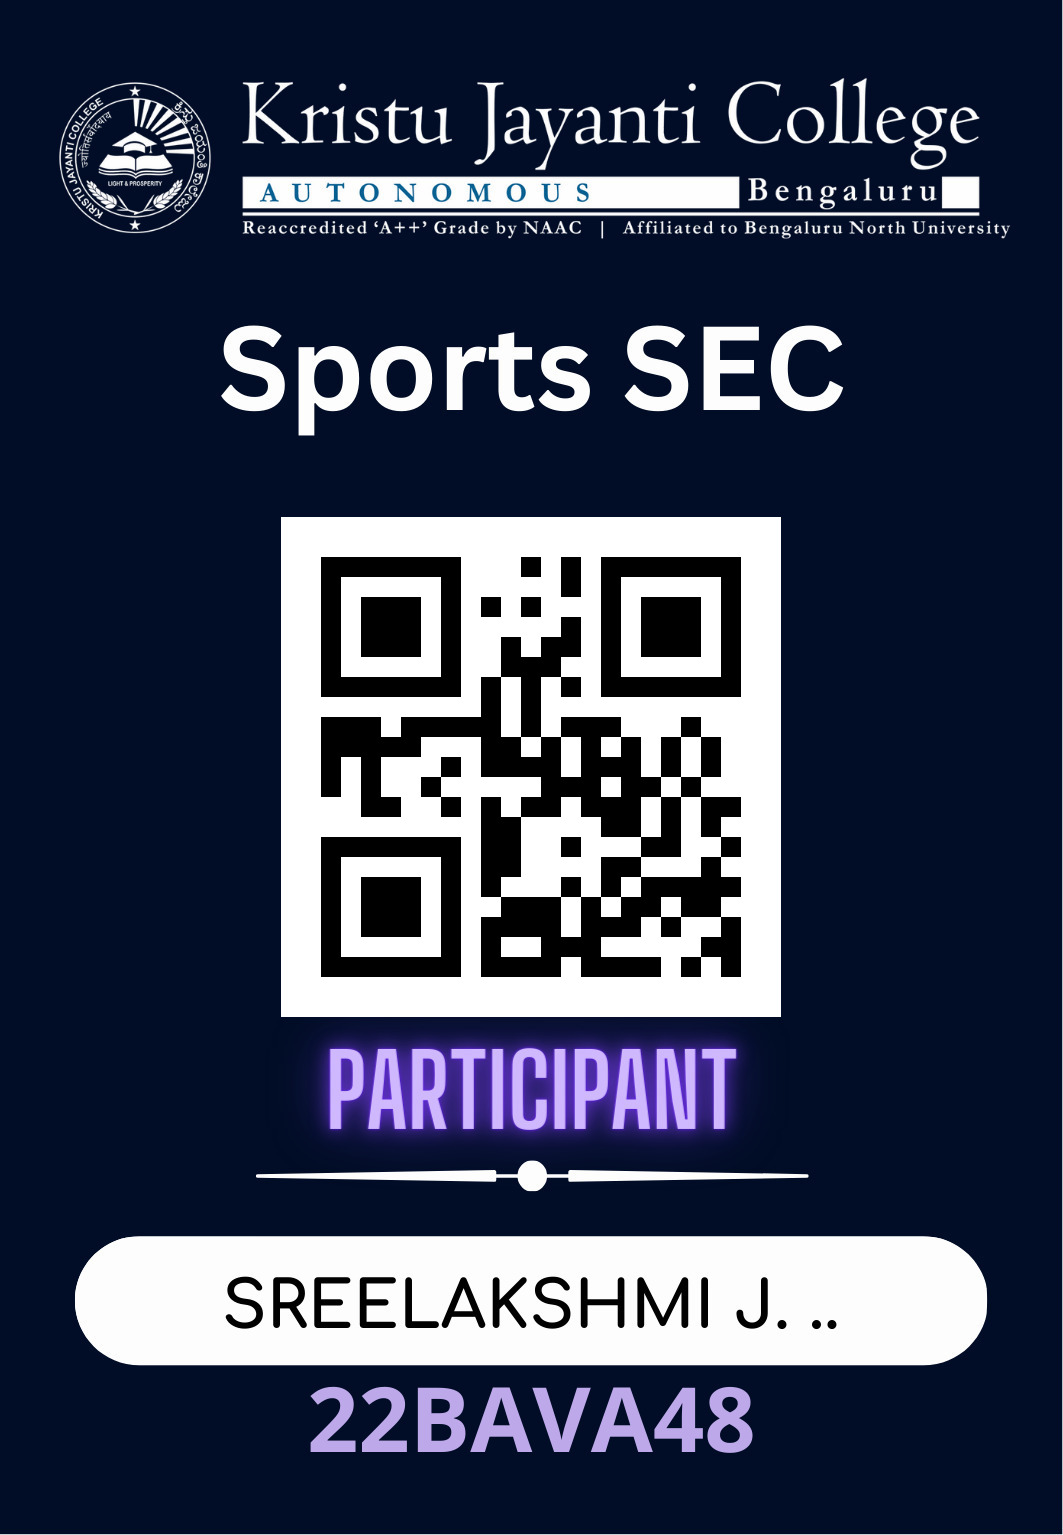 KRISTU JAYANTI COLLEGE
LIGHT & PROSPERITY
Kristu Jayanti College
AUTONOMOUS Bengaluru
Reaccredited ‘A++’ Grade by NAAC | Affiliated to Bengaluru North University
Sports SEC
PARTICIPANT
SREELAKSHMI J. ..
22BAVA48